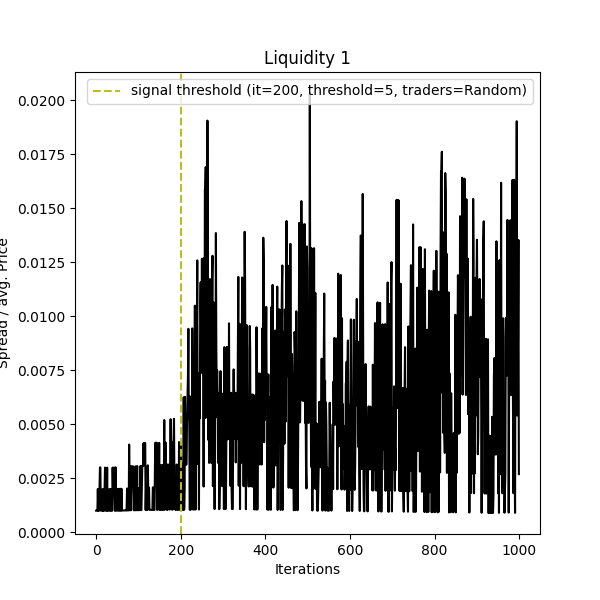 Liquidity 1
signal threshold (it=200, threshold=5, traders=Random)
0.0200
0.0175
0.0150
0.0125
0.0100
0.0075
0.0050
0.0025
0.0000
Spread / avg. Price
0 200 400 600 800 1000
Iterations